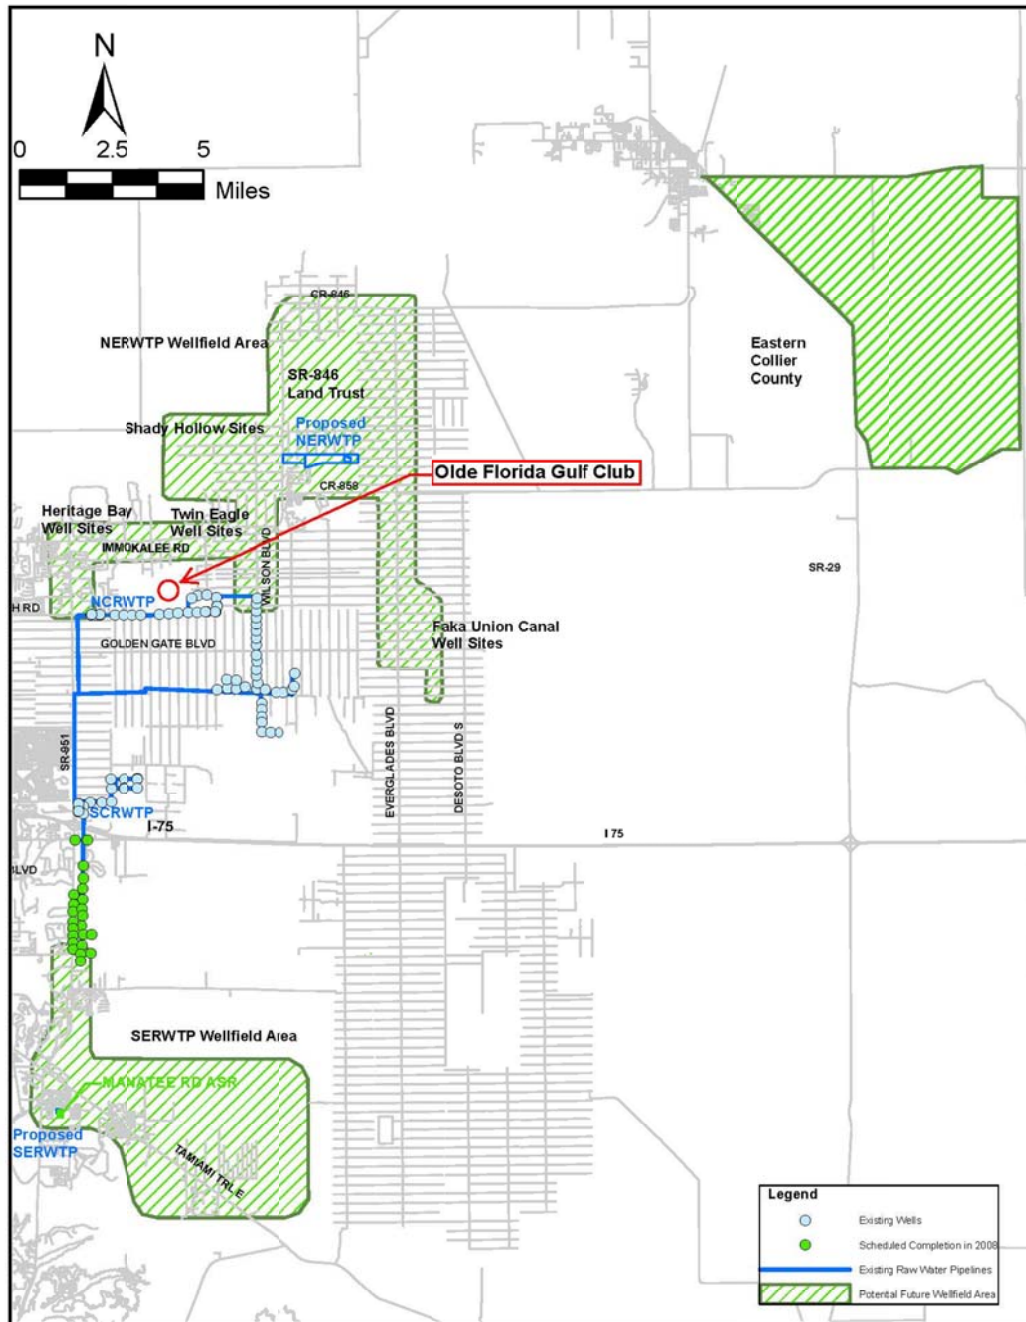 N
0 2.5 5
Miles
CR-846
NERWTP Wellfield Area
Eastern
Collier
County
SR-846
Land Trust
Shady Hollow Sites
Proposed
NERWTP
Olde Florida Gulf Club
CR-858
Heritage Bay
Well Sites
Twin Eagle
Well Sites
IMMOKALEE RD
WILSON BLVD
SR-29
NCRWTP
H RD
Faka Union Canal
Well Sites
GOLDEN GATE BLVD
SR-951
EVERGLADES BLVD
DESOTO BLVD S
SCRWTP
I-75
I 75
BLVD
SERWTP Wellfield Area
MANATEE RD ASR
Proposed
SERWTP
TAMIAMI TRL E
Legend
Existing Wells
Scheduled Completion in 2008
Existing Raw Water Pipelines
Potential Future Wellfield Area